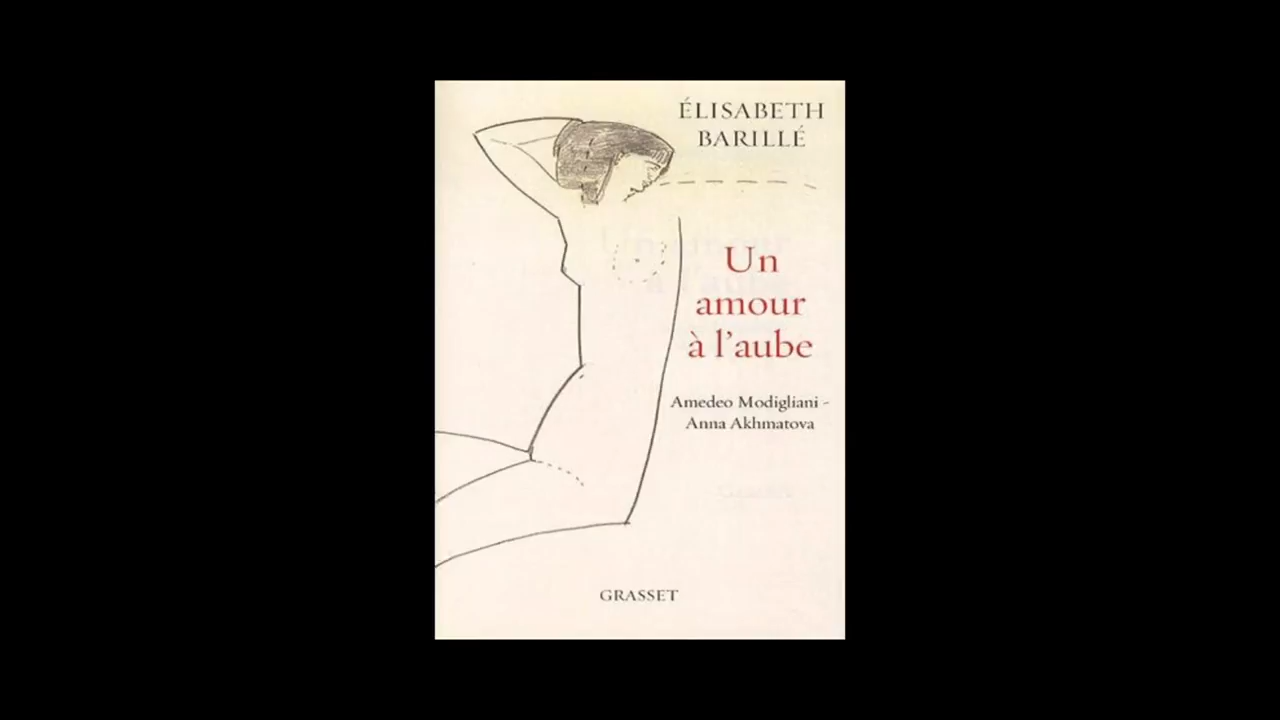 ÉLISABETH
BARILLÉ
Un
amour
à l'aube
Amedeo Modigliani -
Anna Akhmatova
GRASSET